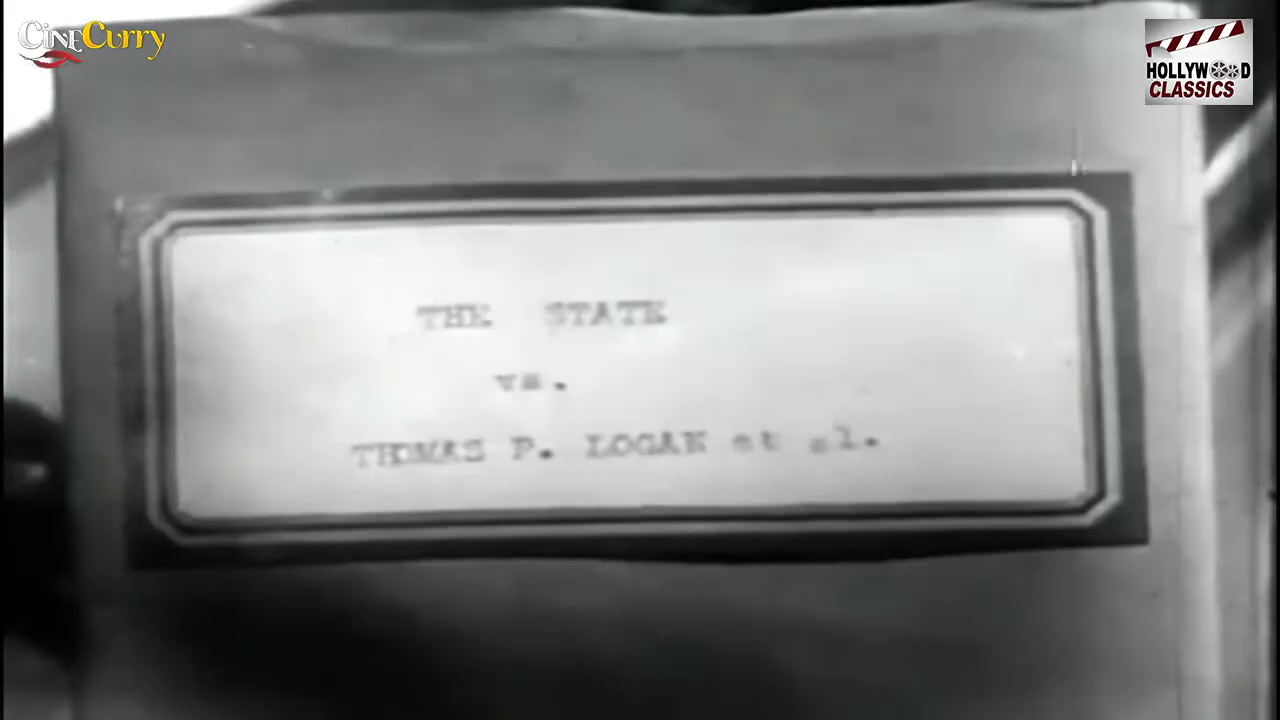 CINECURRY
HOLLYWOOD
CLASSICS
THE STATE
vs.
THOMAS P. LOGAN et al.